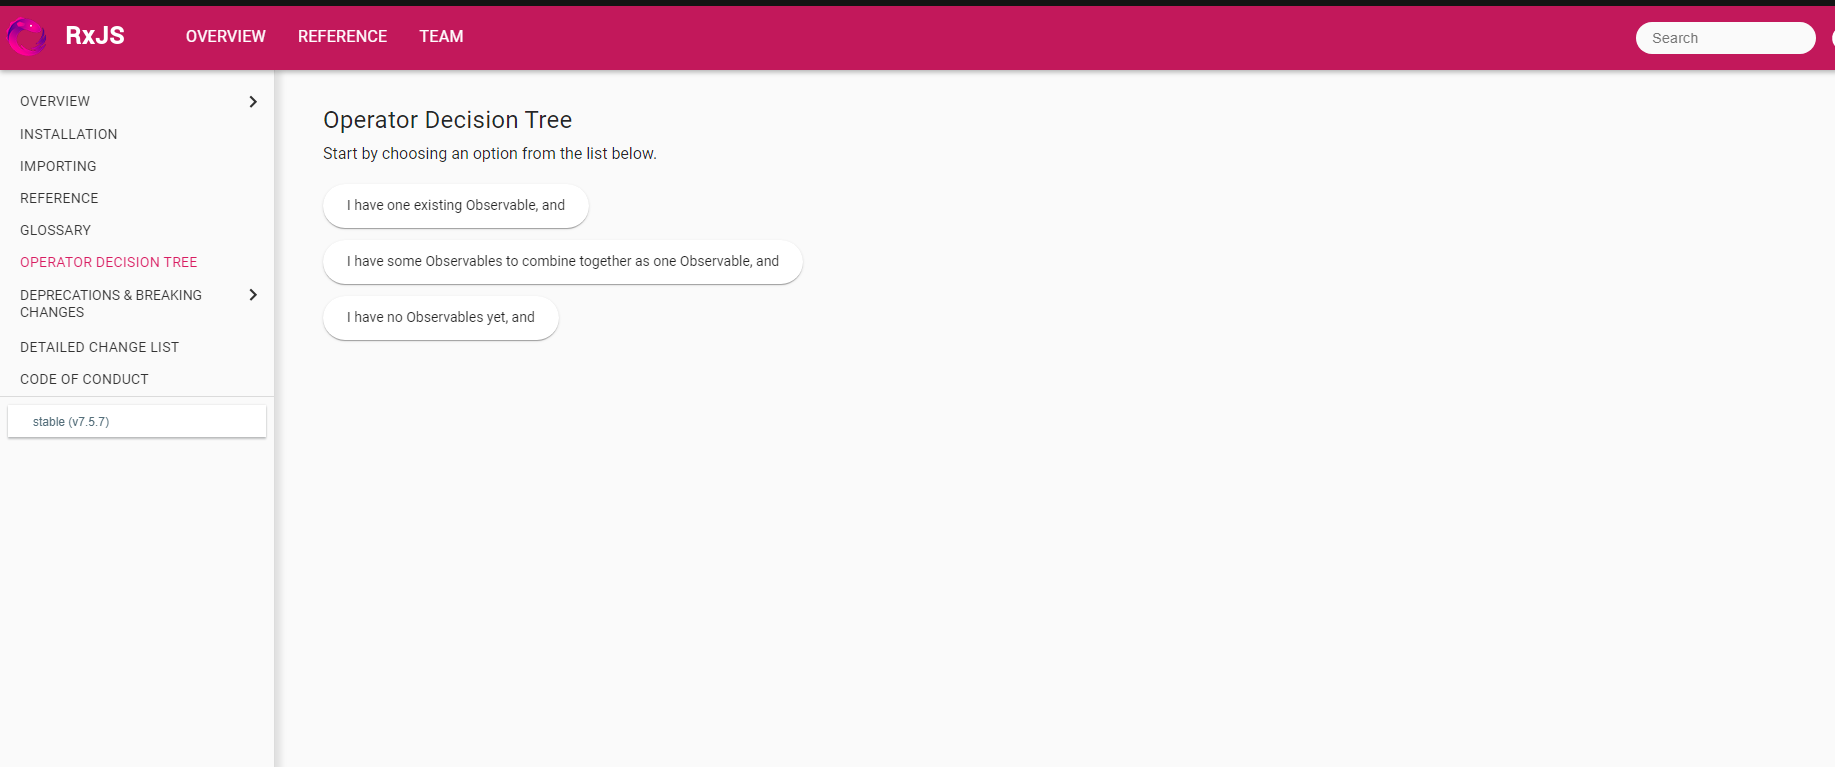 RxJS
OVERVIEW
REFERENCE
TEAM
Search
OVERVIEW
INSTALLATION
IMPORTING
REFERENCE
GLOSSARY
OPERATOR DECISION TREE
DEPRECATIONS & BREAKING
CHANGES
DETAILED CHANGE LIST
CODE OF CONDUCT
stable (v7.5.7)
Operator Decision Tree
Start by choosing an option from the list below.
I have one existing Observable, and
I have some Observables to combine together as one Observable, and
I have no Observables yet, and